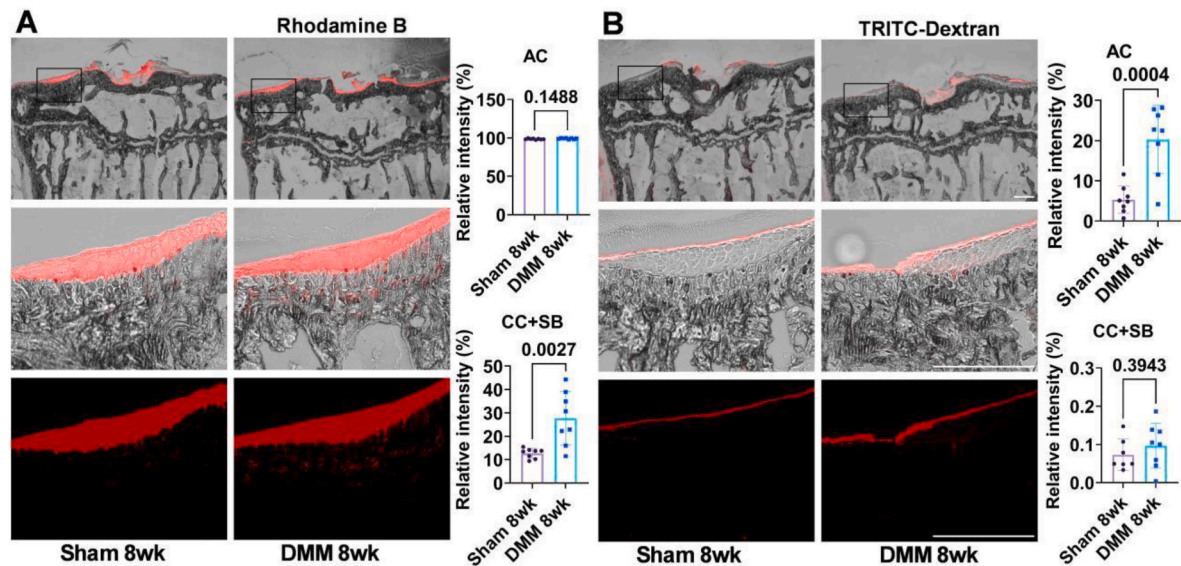 A
Rhodamine B
AC
Relative intensity (%)
150
100
50
0
0.1488
Sham 8wk
DMM 8wk
CC+SB
Relative intensity (%)
50
40
30
20
10
0
0.0027
Sham 8wk
DMM 8wk
Sham 8wk
DMM 8wk
B
TRITC-Dextran
AC
0.0004
Relative intensity (%)
30
20
10
0
Sham 8wk
DMM 8wk
CC+SB
Relative intensity (%)
0.3
0.2
0.1
0.0
0.3943
Sham 8wk
DMM 8wk
Sham 8wk
DMM 8wk